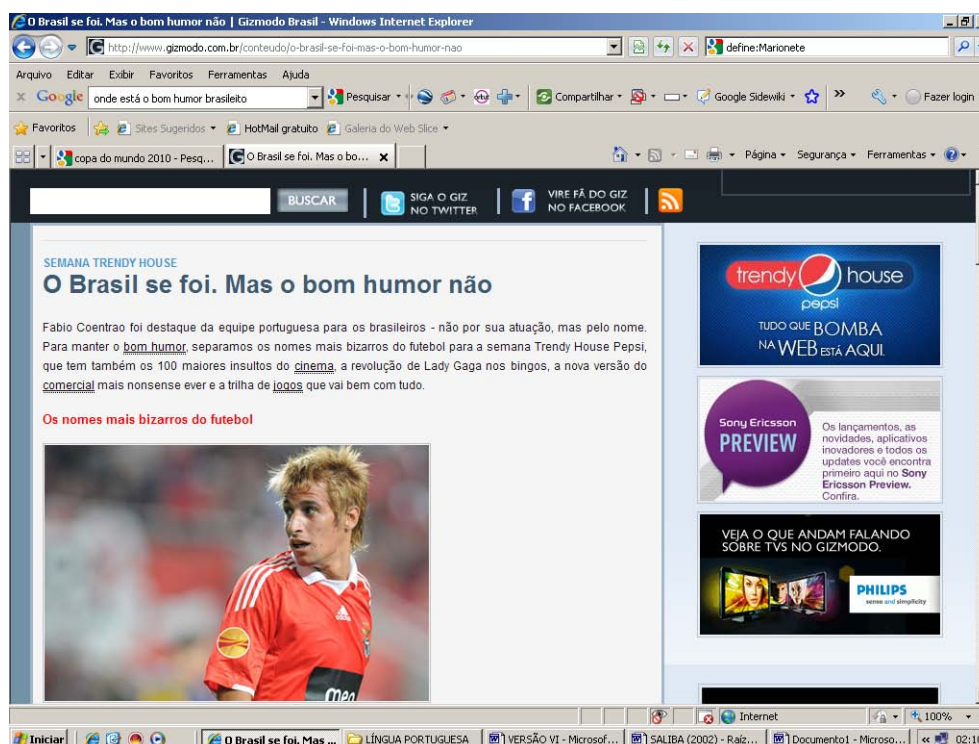 O Brasil se foi. Mas o bom humor não | Gizmodo Brasil - Windows Internet Explorer
http://www.gizmodo.com.br/conteudo/o-brasil-se-foi-mas-o-bom-humor-nao
define:Marionete
Arquivo Editar Exibir Favoritos Ferramentas Ajuda
Google onde está o bom humor brasileito Pesquisar Compartilhar Google Sidewiki Fazer login
Favoritos Sites Sugeridos HotMail gratuito Galeria do Web Slice
copa do mundo 2010 - Pesq... O Brasil se foi. Mas o bo... Página Segurança Ferramentas
BUSCAR
SIGA O GIZ
NO TWITTER
VIRE FÃ DO GIZ
NO FACEBOOK
SEMANA TRENDY HOUSE
O Brasil se foi. Mas o bom humor não
Fabio Coentrao foi destaque da equipe portuguesa para os brasileiros - não por sua atuação, mas pelo nome.
Para manter o bom humor, separamos os nomes mais bizarros do futebol para a semana Trendy House Pepsi,
que tem também os 100 maiores insultos do cinema, a revolução de Lady Gaga nos bingos, a nova versão do
comercial mais nonsense ever e a trilha de jogos que vai bem com tudo.
Os nomes mais bizarros do futebol
meo
trendy house
pepsi
TUDO QUE BOMBA
NA WEB ESTÁ AQUI.
Sony Ericsson
PREVIEW
Os lançamentos, as
novidades, aplicativos
inovadores e todos os
updates você encontra
primeiro aqui no Sony
Ericsson Preview.
Confira.
VEJA O QUE ANDAM FALANDO
SOBRE TVS NO GIZMODO.
PHILIPS
sense and simplicity
Internet 100%
Iniciar O Brasil se foi. Mas ... LÍNGUA PORTUGUESA VERSÃO VI - Microsof... SALIBA (2002) - Raíz... Documento1 - Microso...